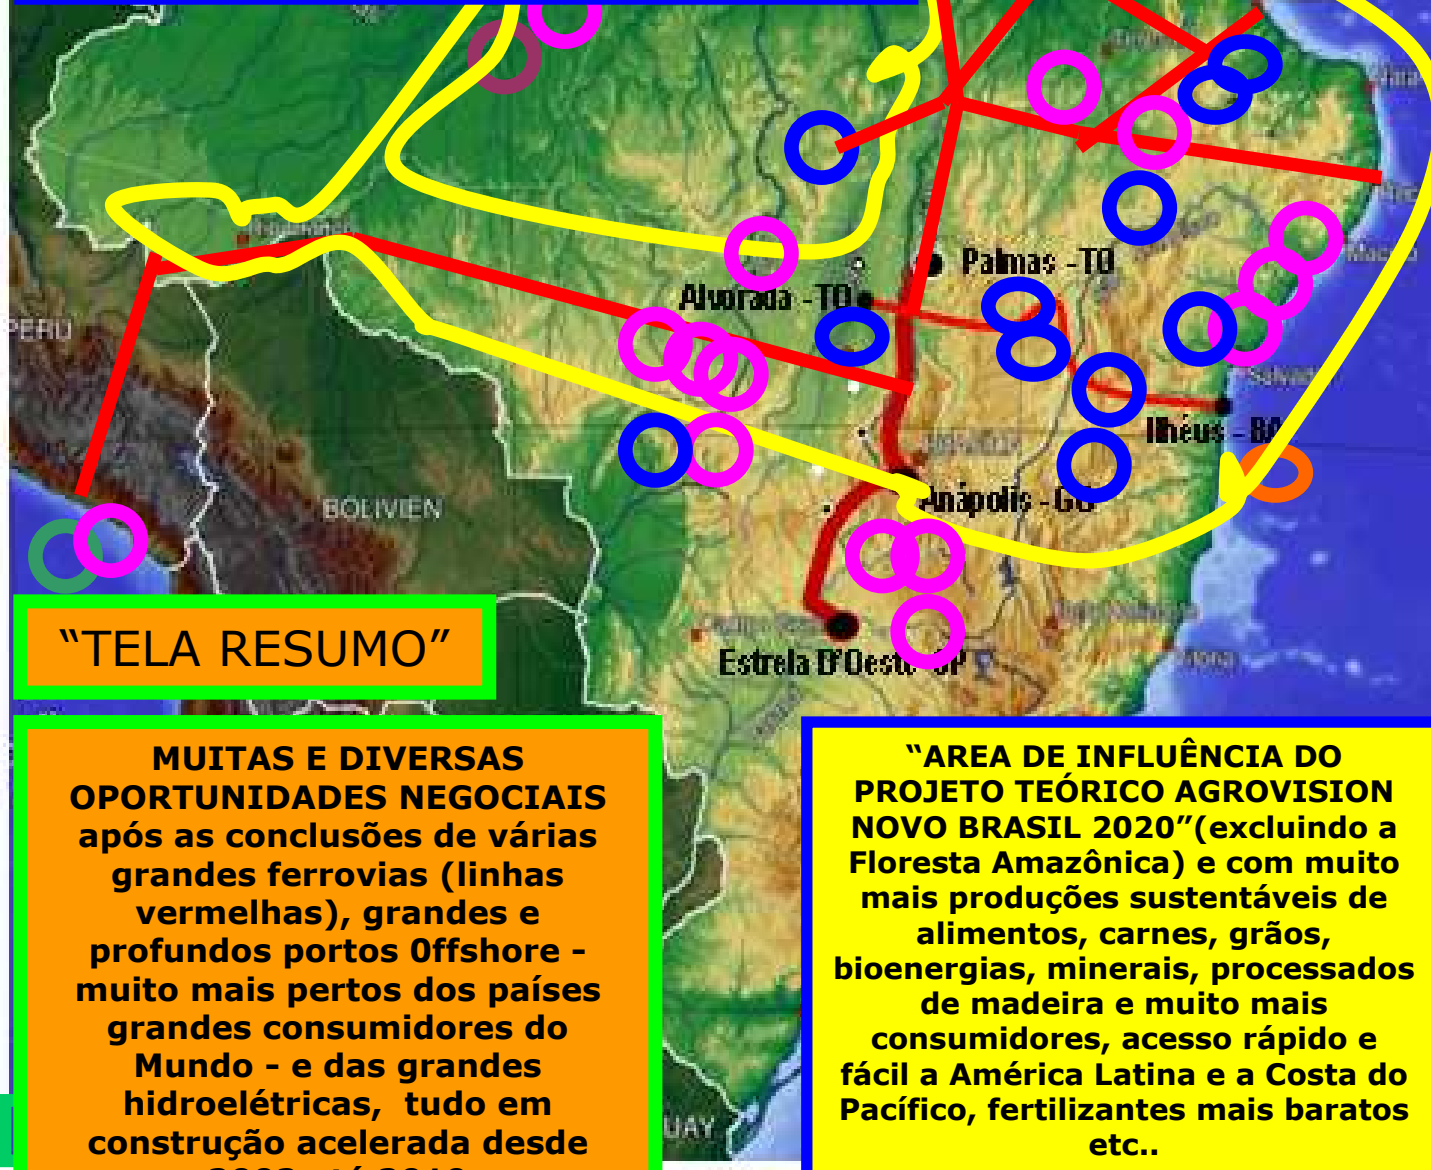 Palmas - TO
Alvorada - TO
PERU
Salvador
Ilhéus - BA
Anápolis - GO
BOLIVIEN
“TELA RESUMO”
Estrela D'Oeste-SP
MUITAS E DIVERSAS
OPORTUNIDADES NEGOCIAIS
após as conclusões de várias
grandes ferrovias (linhas
vermelhas), grandes e
profundos portos 0ffshore -
muito mais pertos dos países
grandes consumidores do
Mundo – e das grandes
hidroelétricas,  tudo em
construção acelerada desde
“AREA DE INFLUÊNCIA DO
PROJETO TEÓRICO AGROVISION
NOVO BRASIL 2020”(excluindo a
Floresta Amazônica) e com muito
mais produções sustentáveis de
alimentos, carnes, grãos,
bioenergias, minerais, processados
de madeira e muito mais
consumidores, acesso rápido e
fácil a América Latina e a Costa do
Pacífico, fertilizantes mais baratos
etc..
UAY